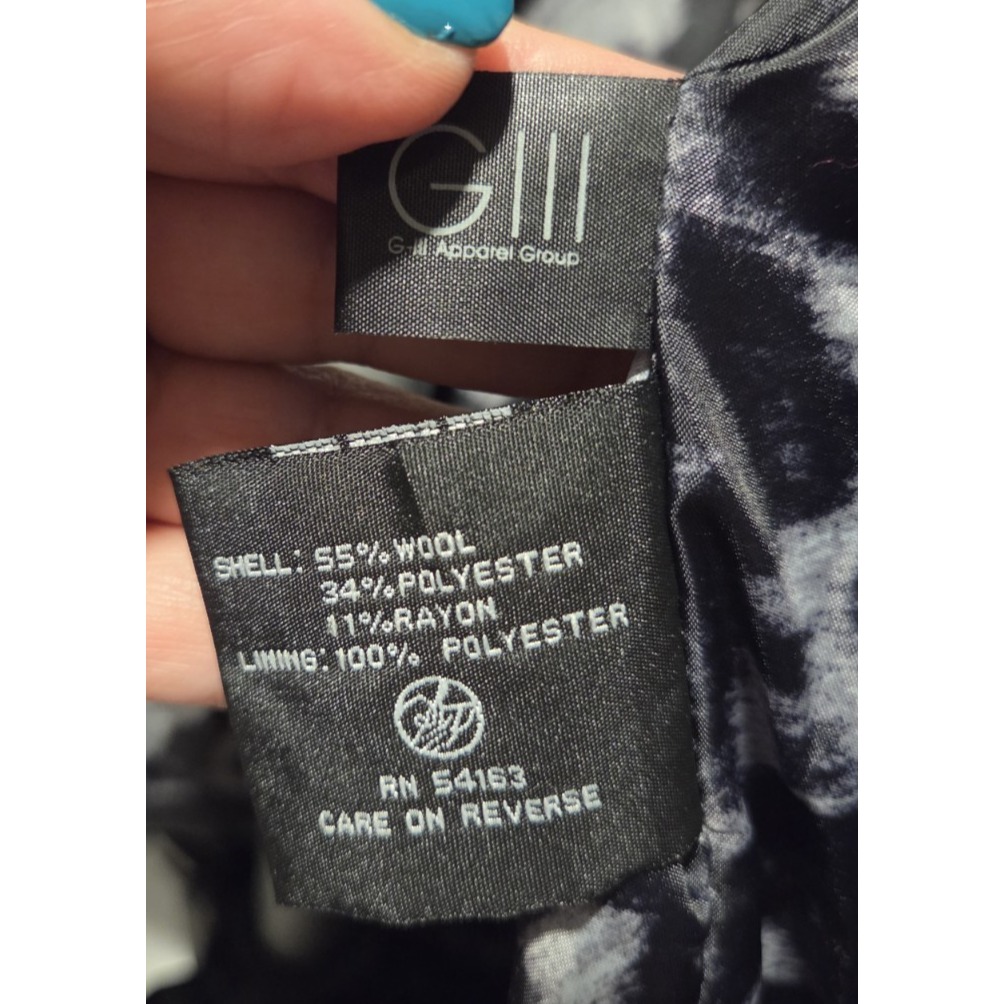 GIII
G-III Apparel Group
SHELL: 55% WOOL
34% POLYESTER
11% RAYON
LINING: 100% POLYESTER
RN 54163
CARE ON REVERSE